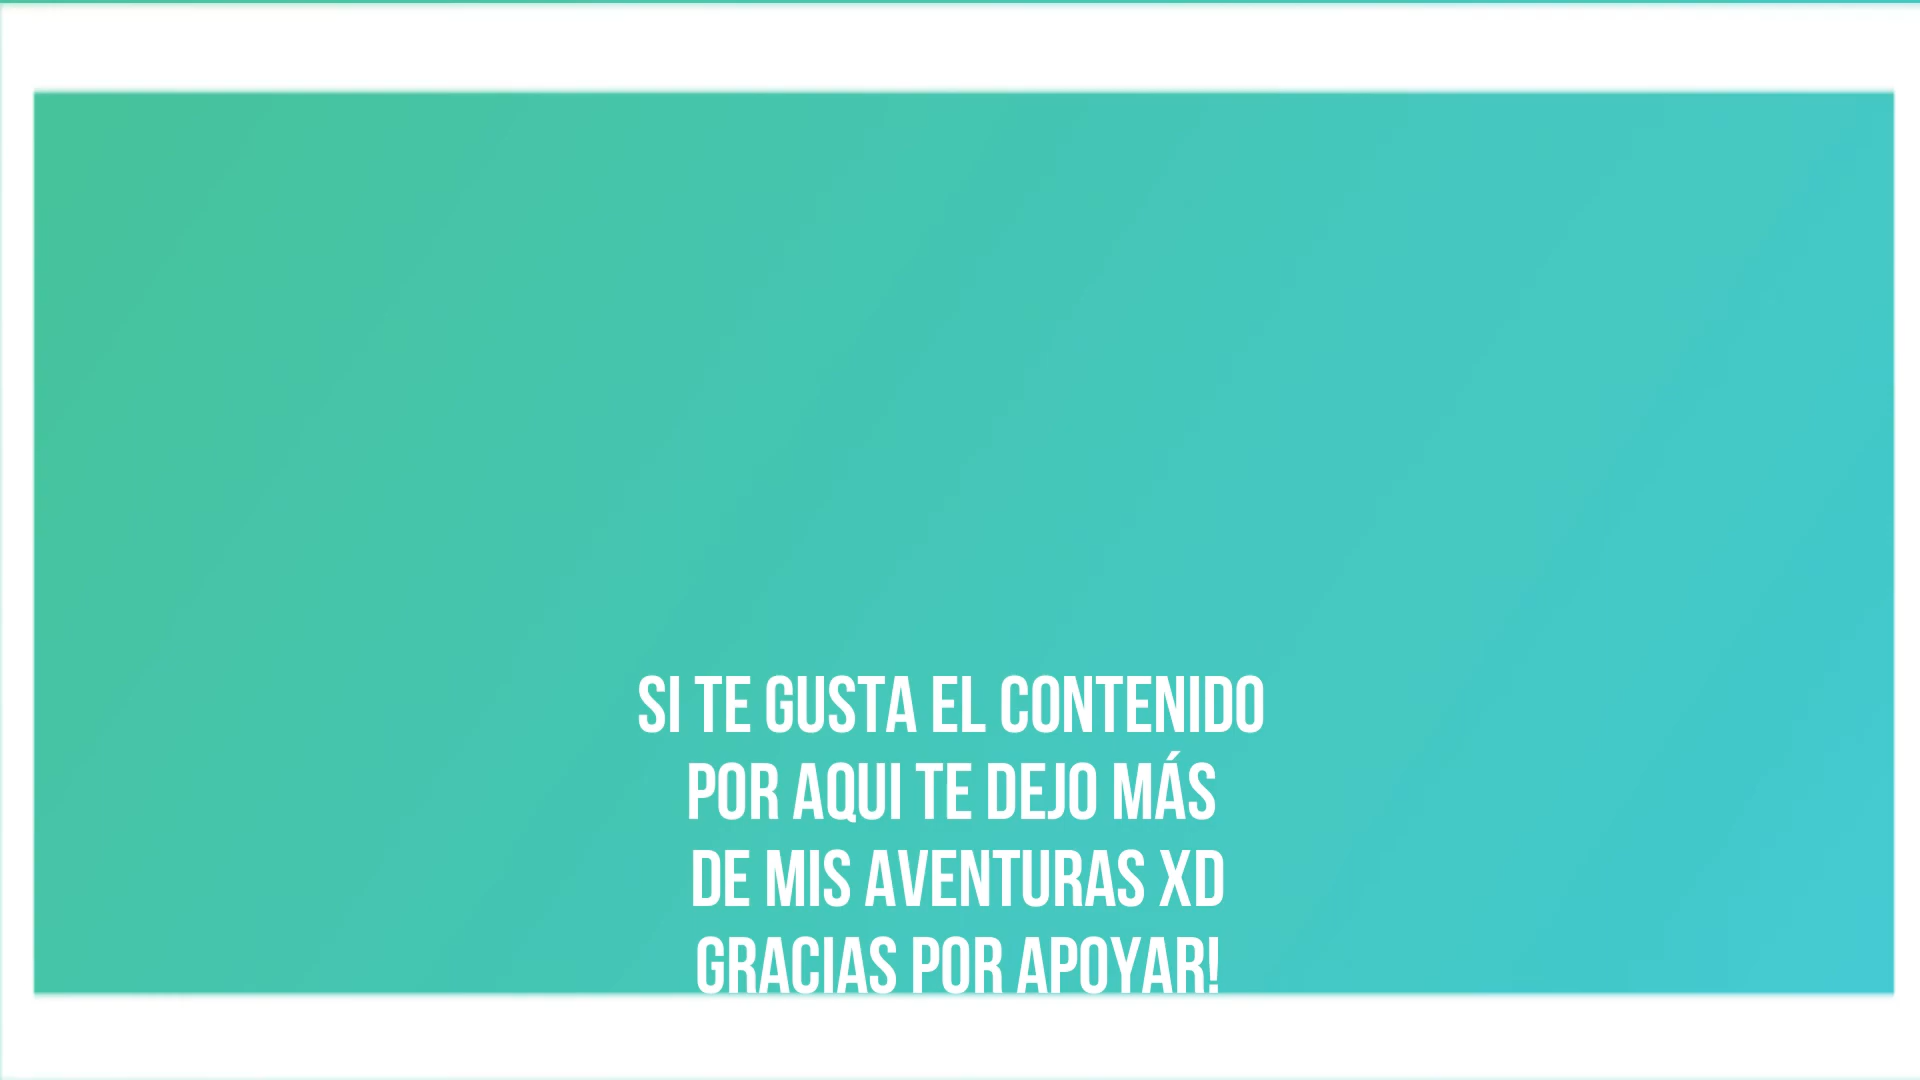 SI TE GUSTA EL CONTENIDO
POR AQUI TE DEJO MÁS
DE MIS AVENTURAS XD
GRACIAS POR APOYAR!